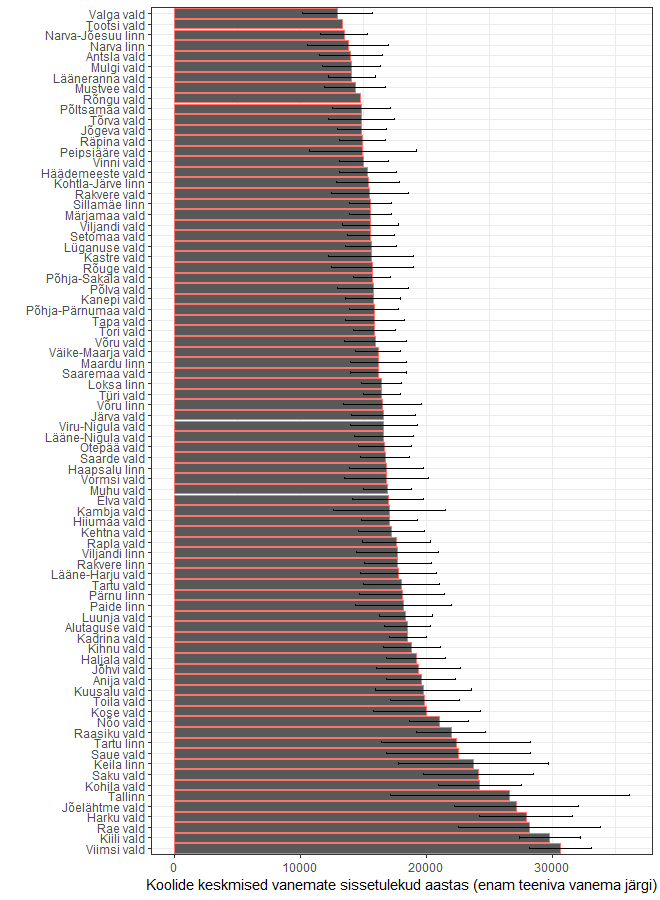 Valga vald
Tootsi vald
Narva-Jõesuu linn
Narva linn
Antsla vald
Mulgi vald
Lääneranna vald
Mustvee vald
Rõngu vald
Põltsamaa vald
Tõrva vald
Jõgeva vald
Räpina vald
Peipsiääre vald
Vinni vald
Häädemeeste vald
Kohtla-Järve linn
Rakvere vald
Sillamäe linn
Märjamaa vald
Viljandi vald
Setomaa vald
Lüganuse vald
Kastre vald
Rõuge vald
Põhja-Sakala vald
Põlva vald
Kanepi vald
Põhja-Pärnumaa vald
Tapa vald
Tori vald
Võru vald
Väike-Maarja vald
Maardu linn
Saaremaa vald
Loksa linn
Türi vald
Võru linn
Järva vald
Viru-Nigula vald
Lääne-Nigula vald
Otepää vald
Saarde vald
Haapsalu linn
Vormsi vald
Muhu vald
Elva vald
Kambja vald
Hiiumaa vald
Kehtna vald
Rapla vald
Viljandi linn
Rakvere linn
Lääne-Harju vald
Tartu vald
Pärnu linn
Paide linn
Luunja vald
Alutaguse vald
Kadrina vald
Kihnu vald
Haljala vald
Jõhvi vald
Anija vald
Kuusalu vald
Toila vald
Kose vald
Nõo vald
Raasiku vald
Tartu linn
Saue vald
Keila linn
Saku vald
Kohila vald
Tallinn
Jõelähtme vald
Harku vald
Rae vald
Kiili vald
Viimsi vald
0 10000 20000 30000
Koolide keskmised vanemate sissetulekud aastas (enam teeniva vanema järgi)